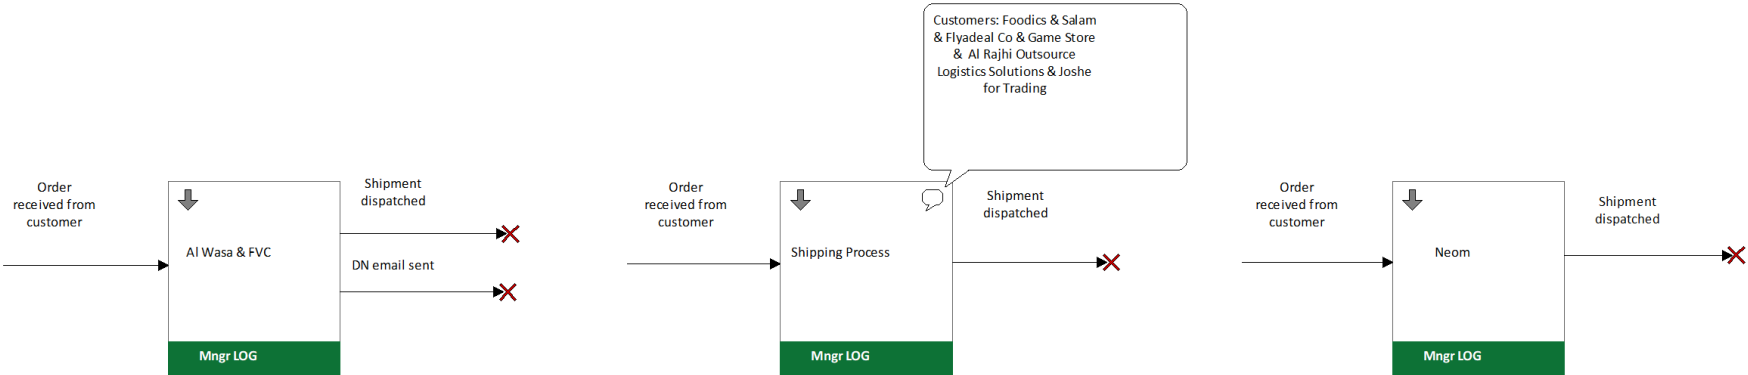 Customers: Foodics & Salam
& Flyadeal Co & Game Store
& Al Rajhi Outsource
Logistics Solutions & Joshe
for Trading
Order
received from
customer
Al Wasa & FVC
Mngr LOG
Shipment
dispatched
DN email sent
Order
received from
customer
Shipping Process
Mngr LOG
Shipment
dispatched
Order
received from
customer
Neom
Mngr LOG
Shipment
dispatched